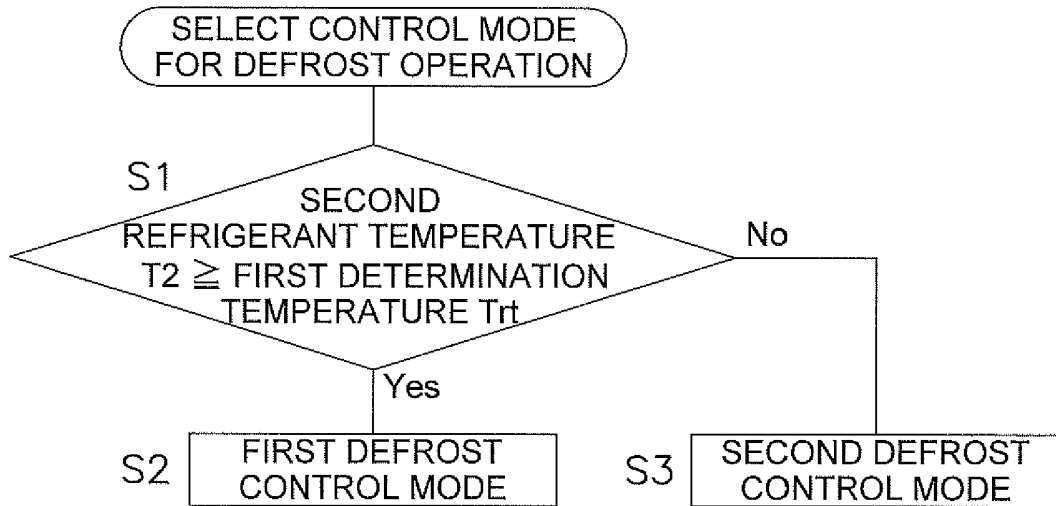 SELECT CONTROL MODE
FOR DEFROST OPERATION
S1
SECOND
REFRIGERANT TEMPERATURE
T2 ≧ FIRST DETERMINATION
TEMPERATURE Trt
No
Yes
S2
FIRST DEFROST
CONTROL MODE
S3
SECOND DEFROST
CONTROL MODE